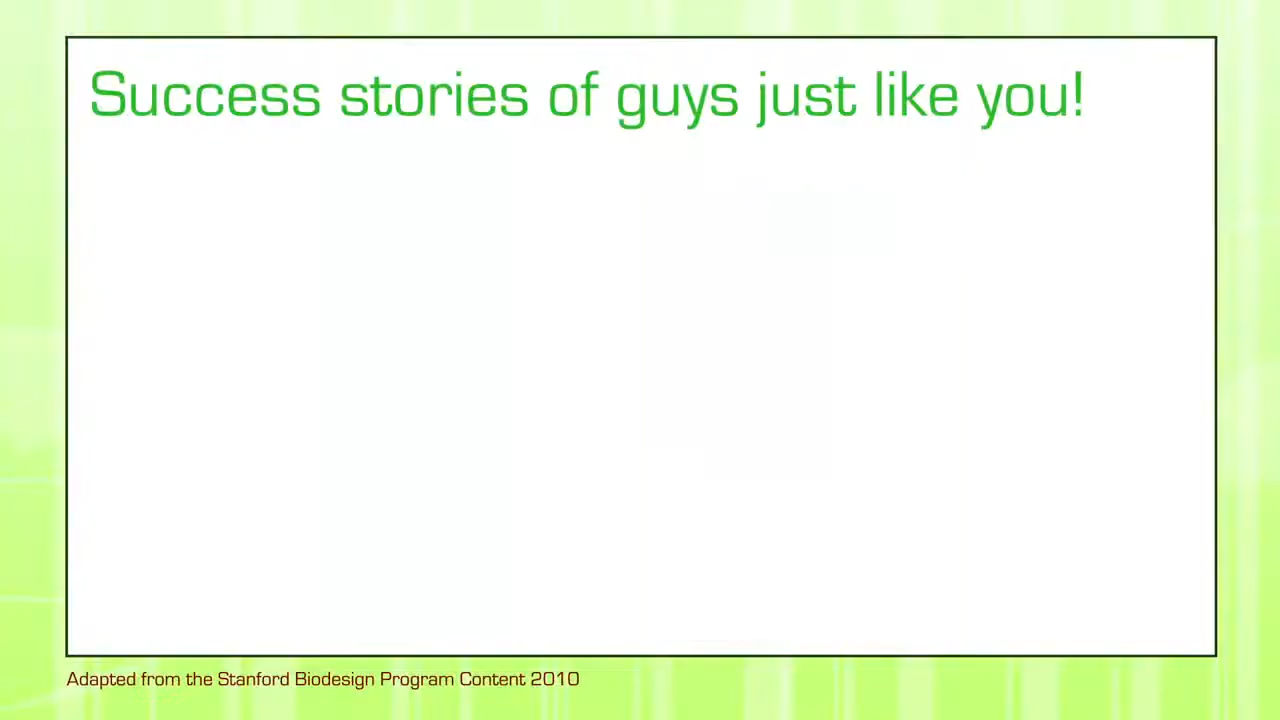 Success stories of guys just like you!
Adapted from the Stanford Biodesign Program Content 2010